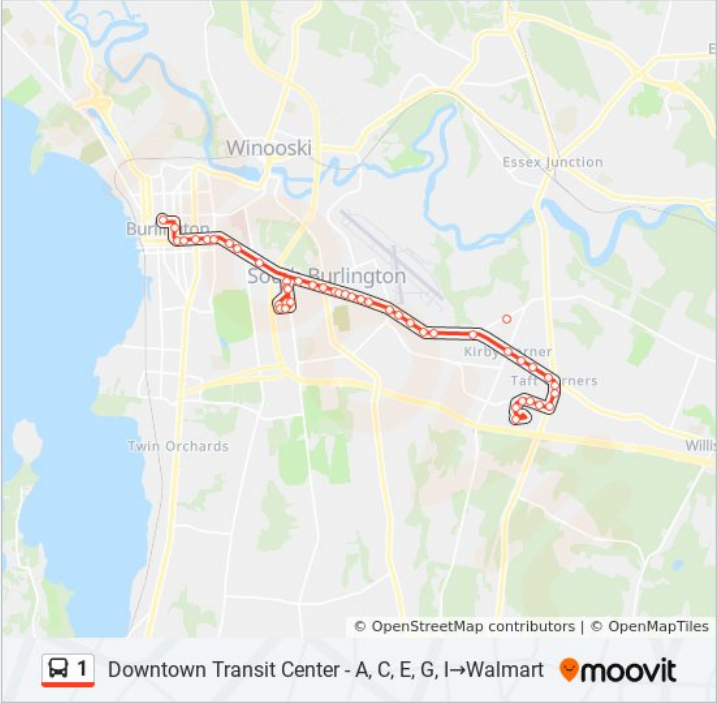 E
Winooski
Essex Junction
Burlington
South Burlington
Kirby Corner
Taft Corners
Twin Orchards
Willis
© OpenStreetMap contributors | © OpenMapTiles
1 Downtown Transit Center - A, C, E, G, I→Walmart moovit